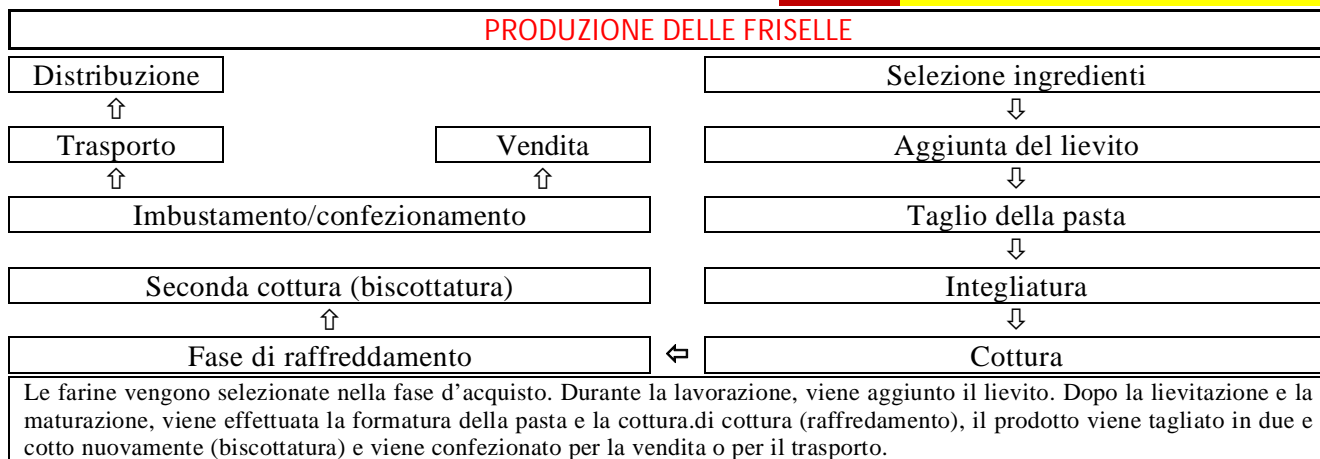 PRODUZIONE DELLE FRISELLE
Distribuzione
Selezione ingredienti
⇧
⇩
Trasporto
Vendita
Aggiunta del lievito
⇧
⇧
⇩
Imbustamento/confezionamento
Taglio della pasta
⇩
Seconda cottura (biscottatura)
Integliatura
⇧
⇩
Fase di raffreddamento
⇦
Cottura
Le farine vengono selezionate nella fase d’acquisto. Durante la lavorazione, viene aggiunto il lievito. Dopo la lievitazione e la
maturazione, viene effettuata la formatura della pasta e la cottura.di cottura (raffredamento), il prodotto viene tagliato in due e
cotto nuovamente (biscottatura) e viene confezionato per la vendita o per il trasporto.